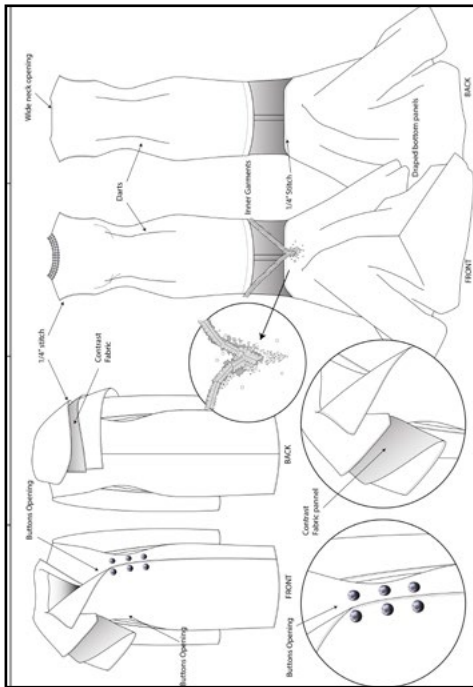 Wide neck opening
Darts
Inner Garments
1/4" Stitch
Draped bottom panels
BACK
FRONT
1/4" stitch
Contrast
Fabric
BACK
Buttons Opening
FRONT
Buttons Opening
Contrast
Fabric pannel
Buttons Opening